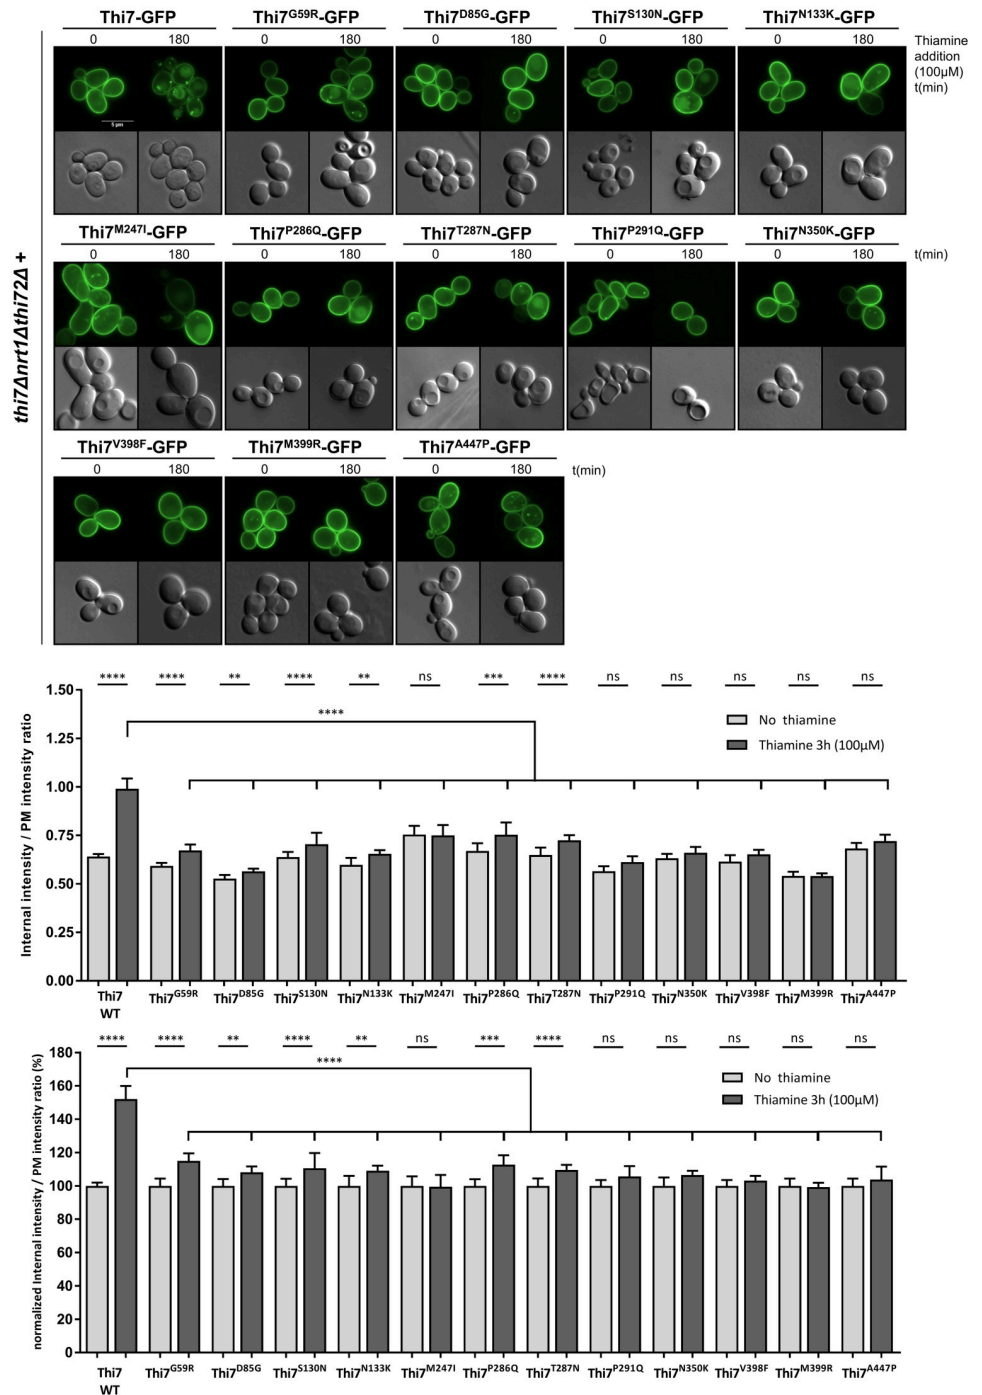 Thi7-GFP Thi7G59R-GFP Thi7D85G-GFP Thi7S130N-GFP Thi7N133K-GFP
0 180 0 180 0 180 0 180 0 180
Thiamine
addition
(100µM)
t(min)
5 µm
thi7Δnrt1Δthi72Δ +
Thi7M247I-GFP Thi7P286Q-GFP Thi7T287N-GFP Thi7P291Q-GFP Thi7N350K-GFP
0 180 0 180 0 180 0 180 0 180 t(min)
Thi7V398F-GFP Thi7M399R-GFP Thi7A447P-GFP
0 180 0 180 0 180 t(min)
**** **** ** **** ** ns *** **** ns ns ns ns ns
****
No thiamine
Thiamine 3h (100µM)
Internal intensity / PM intensity ratio
1.50
1.25
1.00
0.75
0.50
0.25
0.00
Thi7 WT Thi7G59R Thi7D85G Thi7S130N Thi7N133K Thi7M247I Thi7P286Q Thi7T287N Thi7P291Q Thi7N350K Thi7V398F Thi7M399R Thi7A447P
**** **** ** **** ** ns *** **** ns ns ns ns ns
****
No thiamine
Thiamine 3h (100µM)
normalized Internal intensity / PM intensity ratio (%)
180
160
140
120
100
80
60
40
20
0
Thi7 WT Thi7G59R Thi7D85G Thi7S130N Thi7N133K Thi7M247I Thi7P286Q Thi7T287N Thi7P291Q Thi7N350K Thi7V398F Thi7M399R Thi7A447P